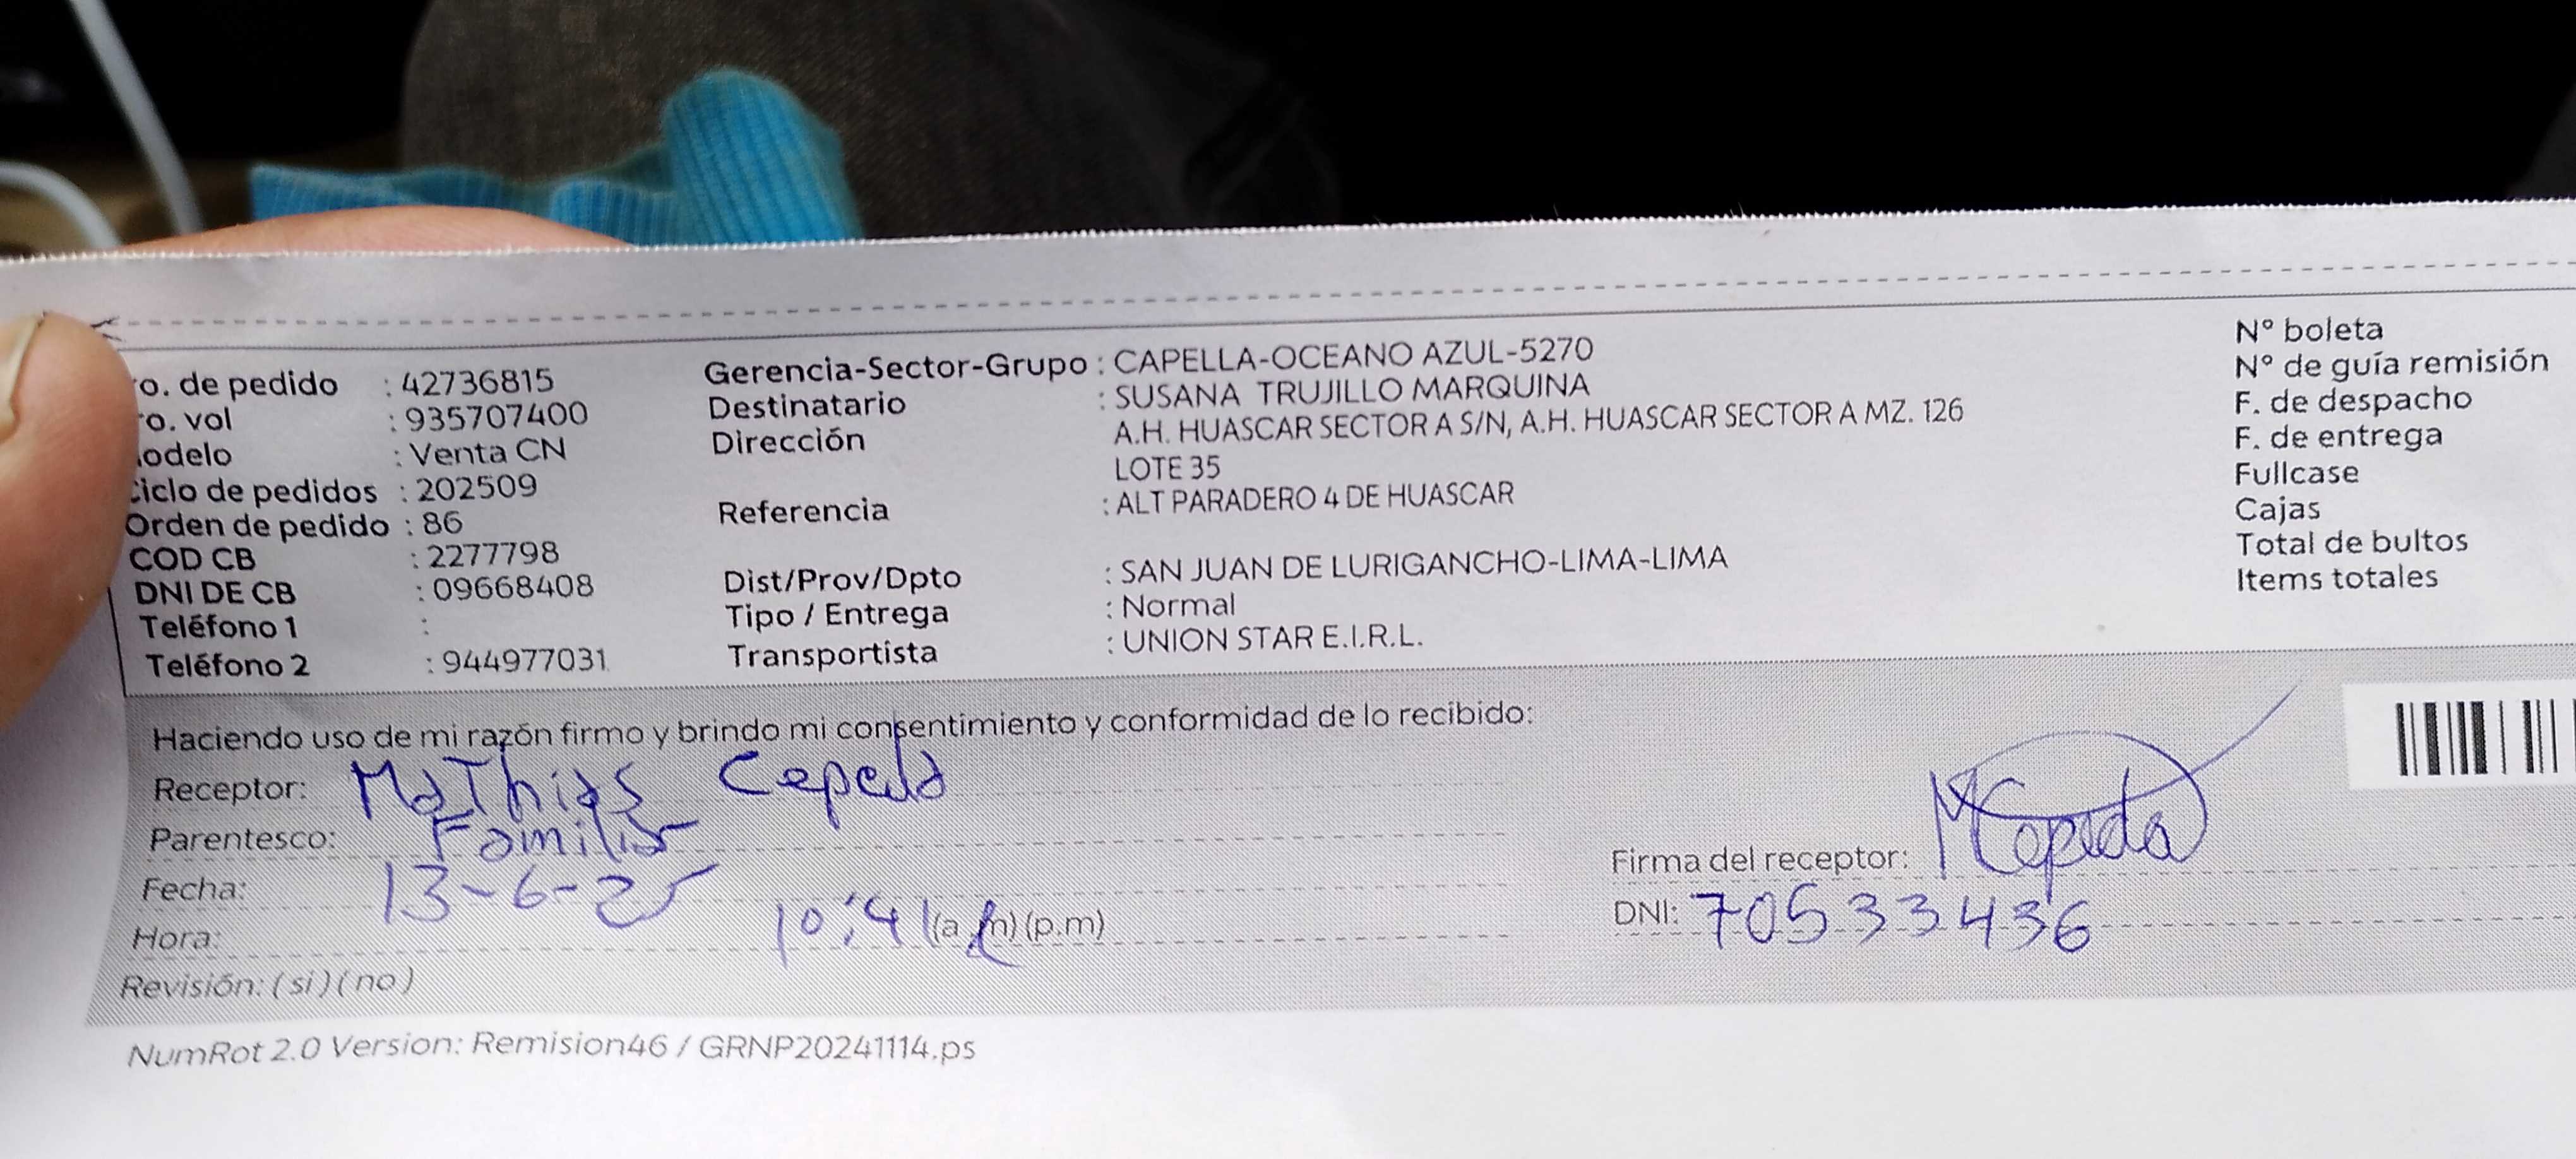 o. de pedido : 42736815
o. vol : 935707400
odelo : Venta CN
iclo de pedidos : 202509
Orden de pedido : 86
COD CB : 2277798
DNI DE CB : 09668408
Teléfono 1 :
Teléfono 2 : 944977031
Gerencia-Sector-Grupo : CAPELLA-OCEANO AZUL-5270
Destinatario : SUSANA TRUJILLO MARQUINA
Dirección A.H. HUASCAR SECTOR A S/N, A.H. HUASCAR SECTOR A MZ. 126
LOTE 35
Referencia : ALT PARADERO 4 DE HUASCAR
Dist/Prov/Dpto : SAN JUAN DE LURIGANCHO-LIMA-LIMA
Tipo / Entrega : Normal
Transportista : UNION STAR E.I.R.L.
N° boleta
N° de guía remisión
F. de despacho
F. de entrega
Fullcase
Cajas
Total de bultos
Items totales
Haciendo uso de mi razón firmo y brindo mi consentimiento y conformidad de lo recibido:
Receptor: MaThias Cepeda
Parentesco: Familiar
Fecha: 13-6-25
Hora: 10:41 (a.m) (p.m)
Revisión: ( si ) ( no )
Firma del receptor: MCepeda
DNI: 70533436
NumRot 2.0 Version: Remision46 / GRNP20241114.ps